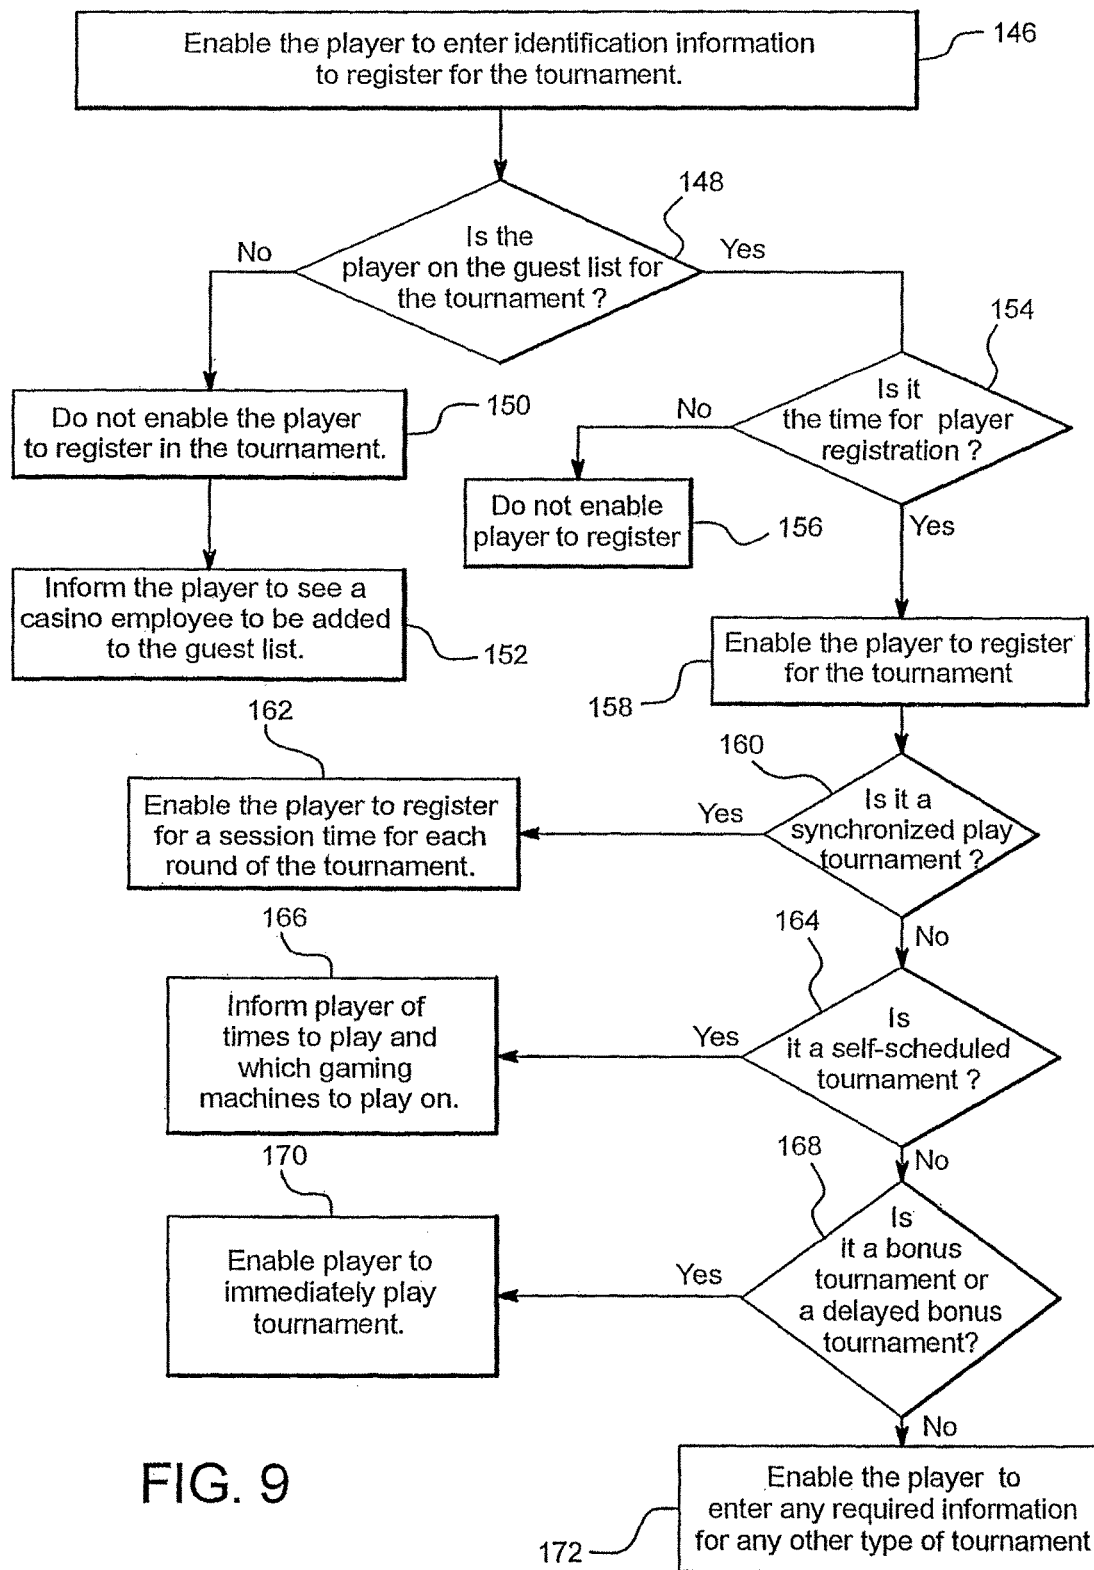 Enable the player to enter identification information
to register for the tournament.
146
148
Is the
player on the guest list for
the tournament ?
No
Yes
154
Is it
the time for player
registration ?
150
Do not enable the player
to register in the tournament.
No
Do not enable
player to register
156
Yes
Inform the player to see a
casino employee to be added
to the guest list.
152
Enable the player to register
for the tournament
158
162
160
Enable the player to register
for a session time for each
round of the tournament.
Yes
Is it a
synchronized play
tournament ?
166
164
No
Inform player of
times to play and
which gaming
machines to play on.
Yes
Is
it a self-scheduled
tournament ?
170
168
No
Enable player to
immediately play
tournament.
Yes
Is
it a bonus
tournament or
a delayed bonus
tournament?
No
FIG. 9
Enable the player to
enter any required information
for any other type of tournament
172